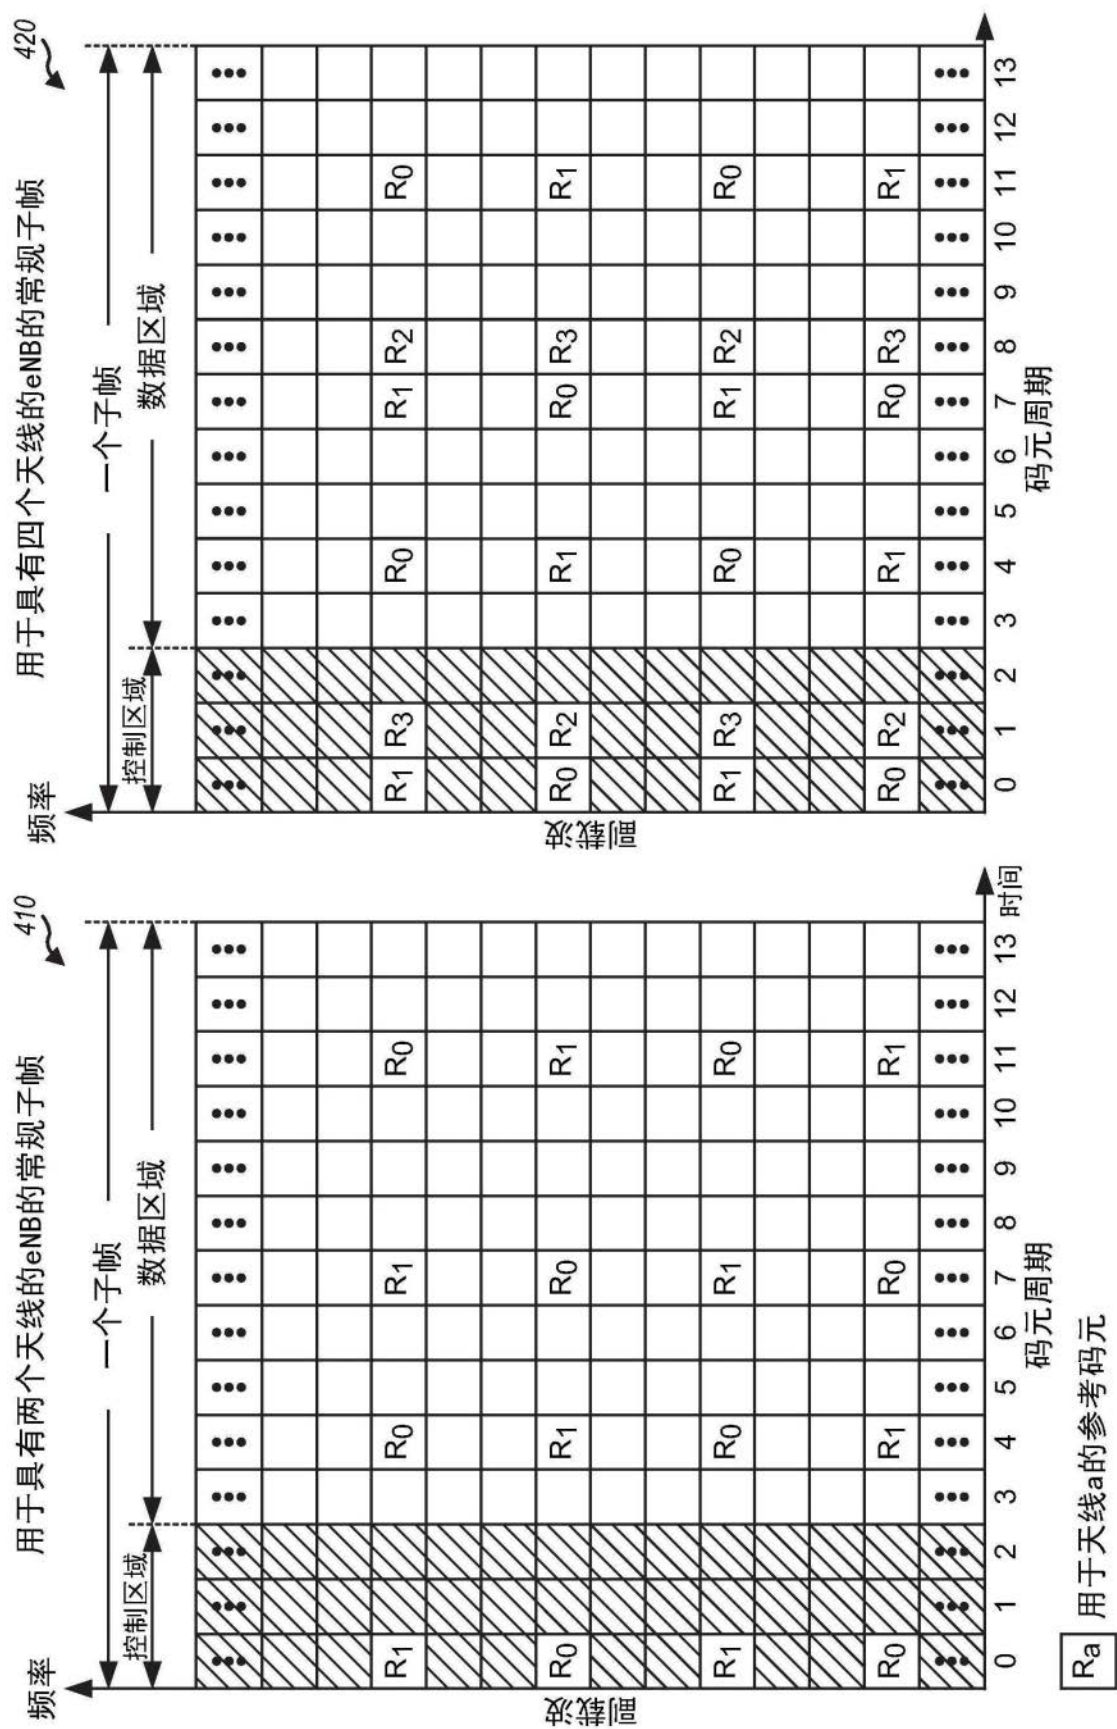 用于具有两个天线的eNB的常规子帧
410
频率
一个子帧
控制区域 数据区域
副载波
R1 R0 R1 R0
R0 R1 R0 R1
R1 R0 R1 R0
R0 R1 R0 R1
0 1 2 3 4 5 6 7 8 9 10 11 12 13
时间
码元周期
用于具有四个天线的eNB的常规子帧
420
频率
一个子帧
控制区域 数据区域
副载波
R1 R3 R0 R1 R2 R0
R0 R2 R1 R0 R3 R1
R1 R3 R0 R1 R2 R0
R0 R2 R1 R0 R3 R1
0 1 2 3 4 5 6 7 8 9 10 11 12 13
码元周期
Ra 用于天线a的参考码元